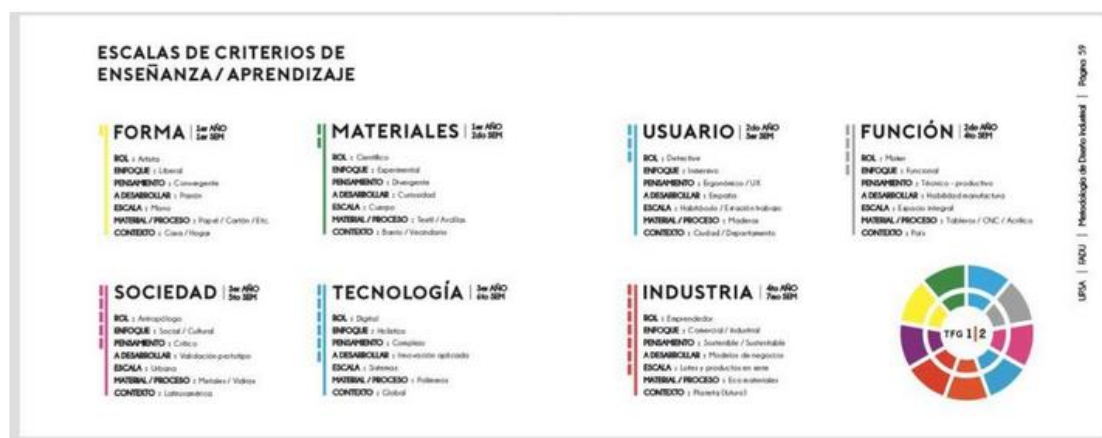 ESCALAS DE CRITERIOS DE
ENSEÑANZA / APRENDIZAJE
FORMA | 1er AÑO
1er SEM
ROL : Artista
ENFOQUE : Liberal
PENSAMIENTO : Convergente
A DESARROLLAR : Pasión
ESCALA : Mano
MATERIAL / PROCESO : Papel / Cartón / Etc.
CONTEXTO : Casa / Hogar
MATERIALES | 1er AÑO
2do SEM
ROL : Científico
ENFOQUE : Experimental
PENSAMIENTO : Divergente
A DESARROLLAR : Curiosidad
ESCALA : Cuerpo
MATERIAL / PROCESO : Textil / Arcillas
CONTEXTO : Barrio / Vecindario
USUARIO | 2do AÑO
3er SEM
ROL : Detective
ENFOQUE : Inmersivo
PENSAMIENTO : Ergonómico / UX
A DESARROLLAR : Empatía
ESCALA : Habitáculo / Estación trabajo
MATERIAL / PROCESO : Maderas
CONTEXTO : Ciudad / Departamento
FUNCIÓN | 2do AÑO
4to SEM
ROL : Maker
ENFOQUE : Funcional
PENSAMIENTO : Técnico - productivo
A DESARROLLAR : Habilidad manufactura
ESCALA : Espacio integral
MATERIAL / PROCESO : Tableros / CNC / Acrílico
CONTEXTO : País
SOCIEDAD | 3er AÑO
5to SEM
ROL : Antropólogo
ENFOQUE : Social / Cultural
PENSAMIENTO : Crítico
A DESARROLLAR : Validación prototipo
ESCALA : Urbana
MATERIAL / PROCESO : Metales / Vidrios
CONTEXTO : Latinoamérica
TECNOLOGÍA | 3er AÑO
6to SEM
ROL : Digital
ENFOQUE : Holístico
PENSAMIENTO : Complejo
A DESARROLLAR : Innovación aplicada
ESCALA : Sistemas
MATERIAL / PROCESO : Polímeros
CONTEXTO : Global
INDUSTRIA | 4to AÑO
7mo SEM
ROL : Emprendedor
ENFOQUE : Comercial / Industrial
PENSAMIENTO : Sostenible / Sustentable
A DESARROLLAR : Modelos de negocios
ESCALA : Lotes y productos en serie
MATERIAL / PROCESO : Eco materiales
CONTEXTO : Planeta (futuro)
TFG 1|2
UPSA | FADU | Metodología de Diseño Industrial | Página 59